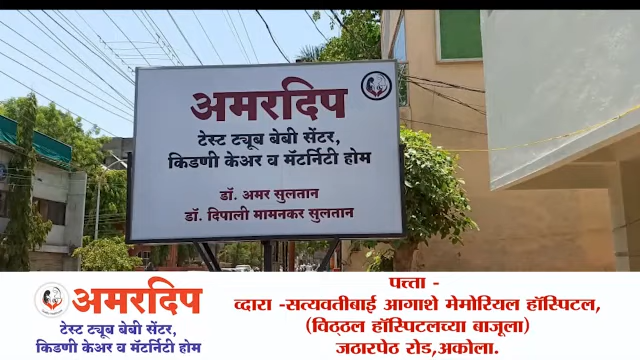 अमरदिप
टेस्ट ट्यूब बेबी सेंटर,
किडणी केअर व मॅटर्निटी होम
डॉ. अमर सुलतान
डॉ. दिपाली मामनकर सुलतान
अमरदिप
टेस्ट ट्यूब बेबी सेंटर,
किडणी केअर व मॅटर्निटी होम
पत्ता -
व्दारा -सत्यवतीबाई आगाशे मेमोरियल हॉस्पिटल,
(विठ्ठल हॉस्पिटलच्या बाजूला)
जठारपेठ रोड,अकोला.